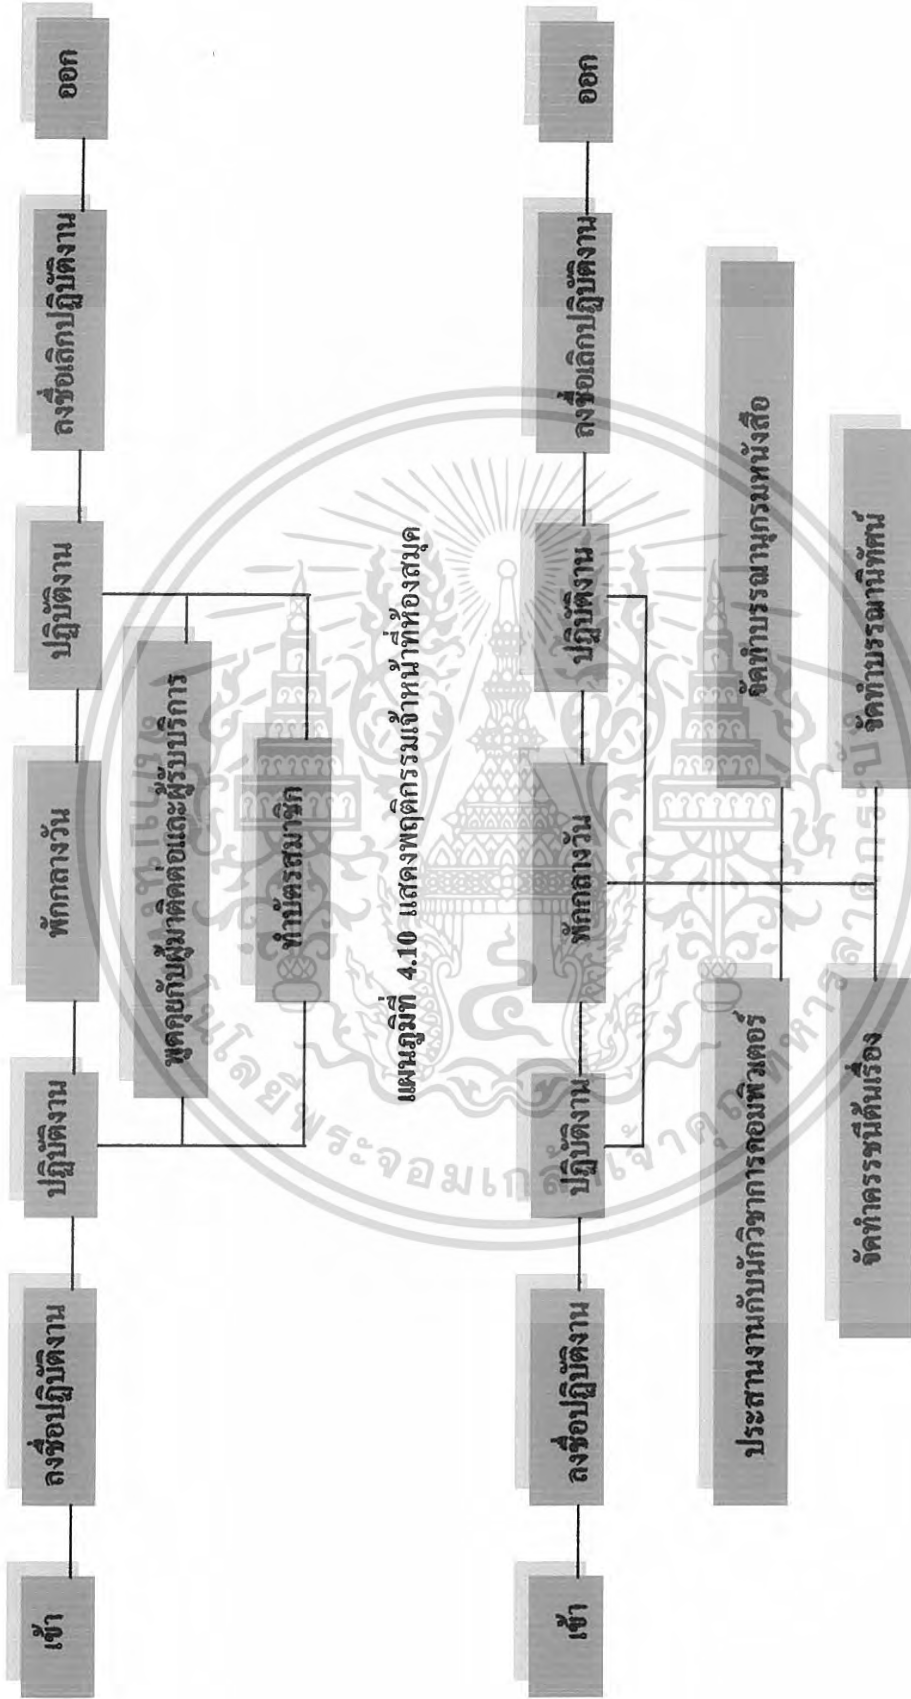 เข้า
ลงชื่อปฏิบัติงาน
ปฏิบัติงาน
พักกลางวัน
ปฏิบัติงาน
ลงชื่อเลิกปฏิบัติงาน
ออก
พูดคุยกับผู้มาติดต่อและผู้รับบริการ
ทำบัตรสมาชิก
แผนภูมิที่ 4.10 แสดงพฤติกรรมเจ้าหน้าที่ห้องสมุด
เข้า
ลงชื่อปฏิบัติงาน
ปฏิบัติงาน
พักกลางวัน
ปฏิบัติงาน
ลงชื่อเลิกปฏิบัติงาน
ออก
ประสานงานกับนักวิชาการคอมพิวเตอร์
จัดทำบรรณานุกรมหนังสือ
จัดทำดรรชนีต้นเรื่อง
จัดทำบรรณานิทัศน์